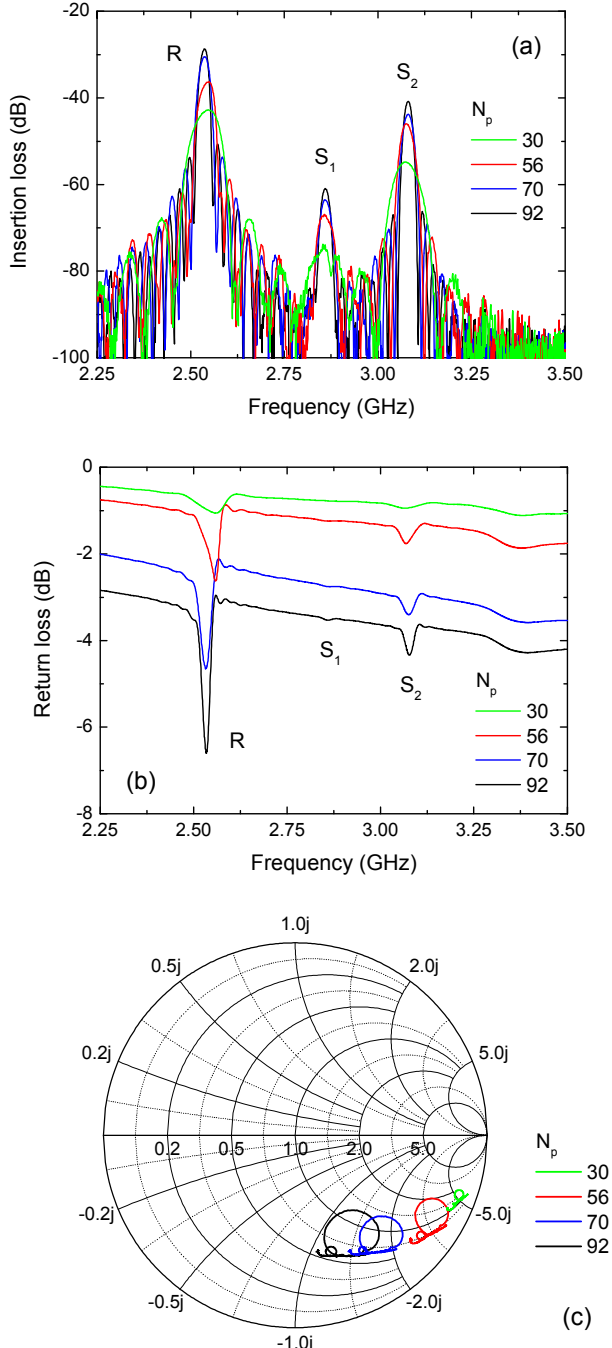 -20
(a)
R
-40
S2
Np
30
S1
56
-60
70
92
-80
-100
Insertion loss (dB)
2.25 2.50 2.75 3.00 3.25 3.50
Frequency (GHz)
0
-2
-4
S1
S2
Np
30
R
56
-6
70
(b)
92
-8
Return loss (dB)
2.25 2.50 2.75 3.00 3.25 3.50
Frequency (GHz)
1.0j
0.5j 2.0j
0.2j 5.0j
0.2 0.5 1.0 2.0 5.0
Np
30
56
70
92
-0.2j -5.0j
-0.5j -2.0j
-1.0j
(c)